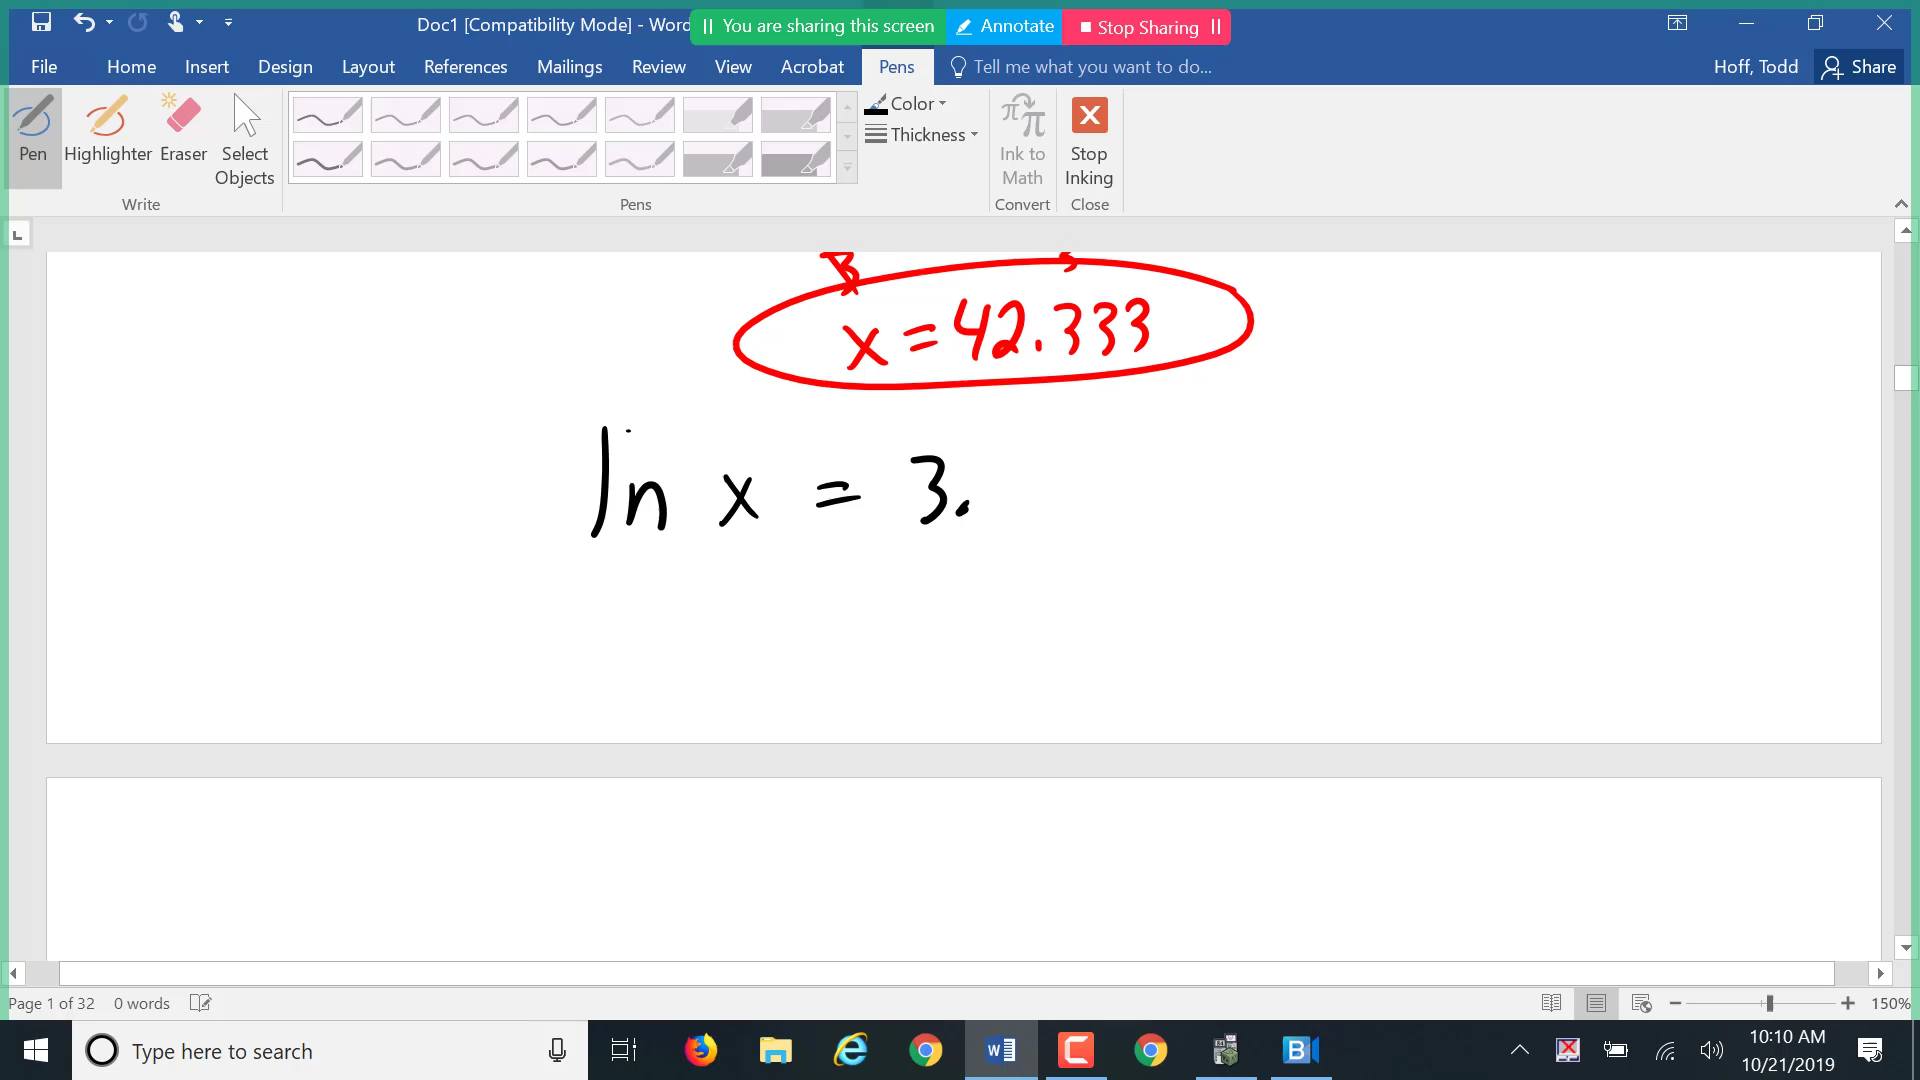 Doc1 [Compatibility Mode] - Word
You are sharing this screen
Annotate
Stop Sharing
File Home Insert Design Layout References Mailings Review View Acrobat Pens Tell me what you want to do... Hoff, Todd Share
Pen Highlighter Eraser Select Objects
Color
Thickness
Ink to Math
Stop Inking
Write Pens Convert Close
x = 42.333
ln x = 3.
Page 1 of 32 0 words 150%
Type here to search
10:10 AM
10/21/2019